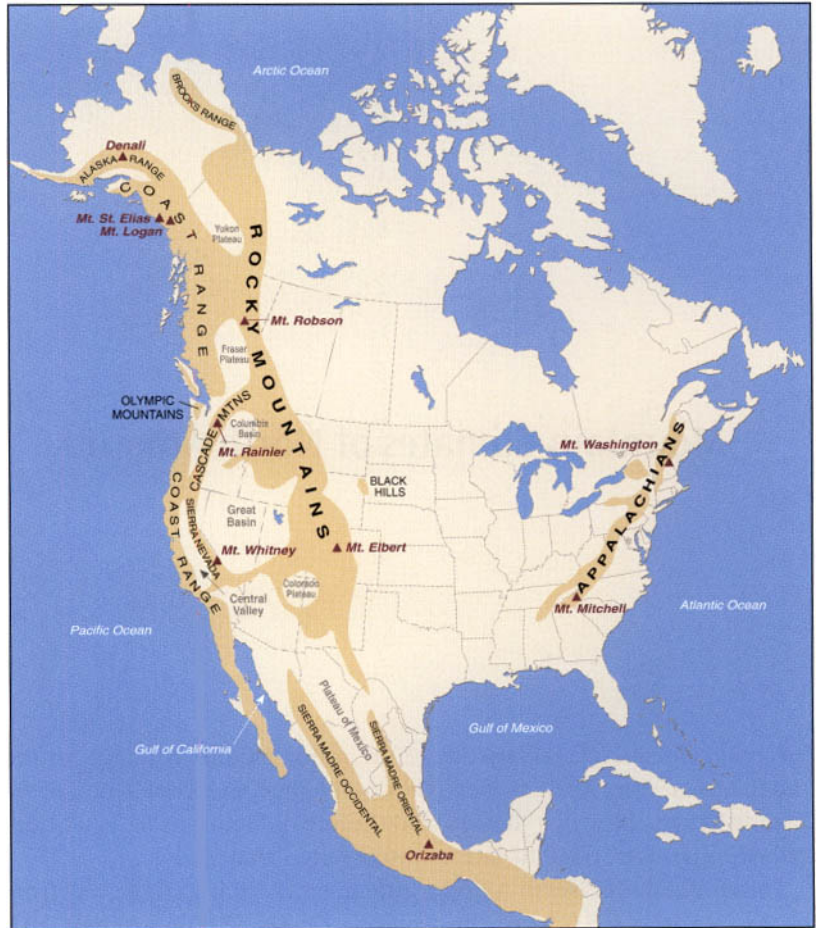 Arctic Ocean
BROOKS RANGE
Denali
ALASKA RANGE
COAST RANGE
Mt. St. Elias
Mt. Logan
Yukon
Plateau
ROCKY MOUNTAINS
Mt. Robson
Fraser
Plateau
OLYMPIC
MOUNTAINS
CASCADE MTNS
Columbia
Basin
Mt. Rainier
COAST RANGE
SIERRA NEVADA
Great
Basin
BLACK
HILLS
Mt. Washington
APPALACHIANS
Mt. Whitney
Mt. Elbert
Colorado
Plateau
Central
Valley
Mt. Mitchell
Atlantic Ocean
Pacific Ocean
Plateau of Mexico
Gulf of California
SIERRA MADRE OCCIDENTAL
SIERRA MADRE ORIENTAL
Gulf of Mexico
Orizaba